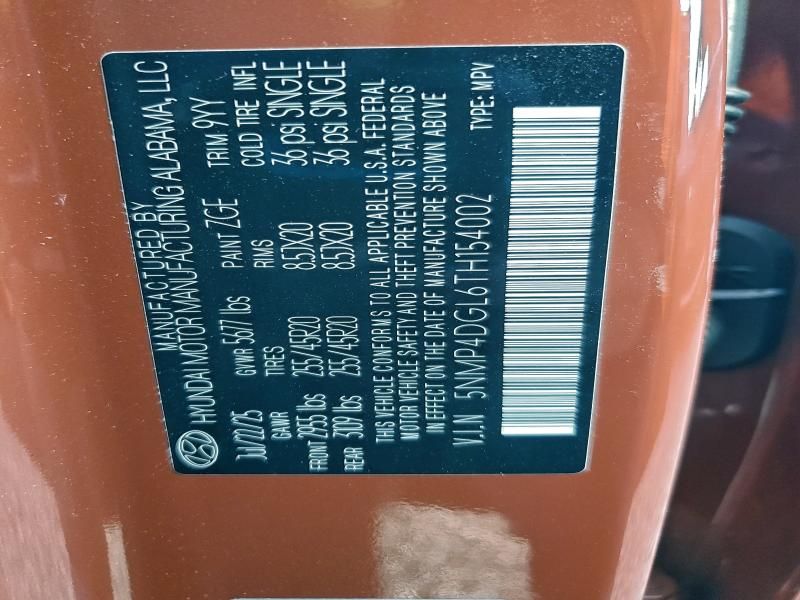 MANUFACTURED BY
HYUNDAI MOTOR MANUFACTURING ALABAMA, LLC
JUl/22/25 GVWR 5677 lbs PAINT ZGE TRIM 9YY
GAWR TIRES RIMS COLD TIRE INFL
FRONT 2955 lbs 255/45R20 8.5JX20 36 psi SINGLE
REAR 3109 lbs 255/45R20 8.5JX20 36 psi SINGLE
THIS VEHICLE CONFORMS TO ALL APPLICABLE U.S.A. FEDERAL
MOTOR VEHICLE SAFETY AND THEFT PREVENTION STANDARDS
IN EFFECT ON THE DATE OF MANUFACTURE SHOWN ABOVE
V.I.N 5NMP4DGL6TH154002 TYPE: MPV